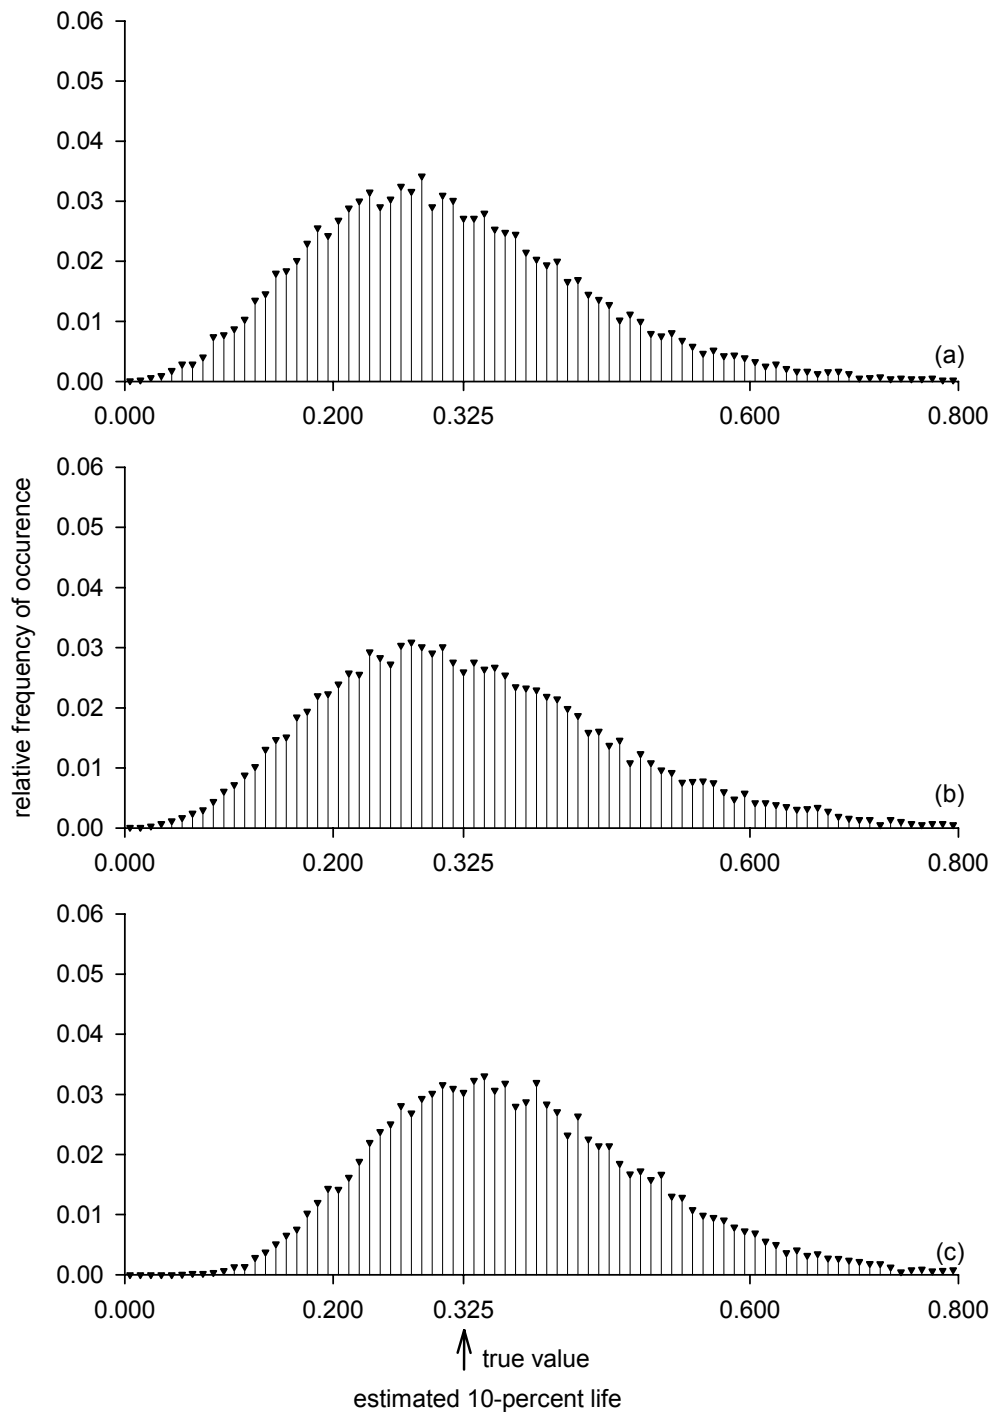 0.06
0.05
0.04
0.03
0.02
0.01
0.00
(a)
0.000 0.200 0.325 0.600 0.800
relative frequency of occurence
0.06
0.05
0.04
0.03
0.02
0.01
0.00
(b)
0.000 0.200 0.325 0.600 0.800
0.06
0.05
0.04
0.03
0.02
0.01
0.00
(c)
0.000 0.200 0.325 0.600 0.800
true value
estimated 10-percent life